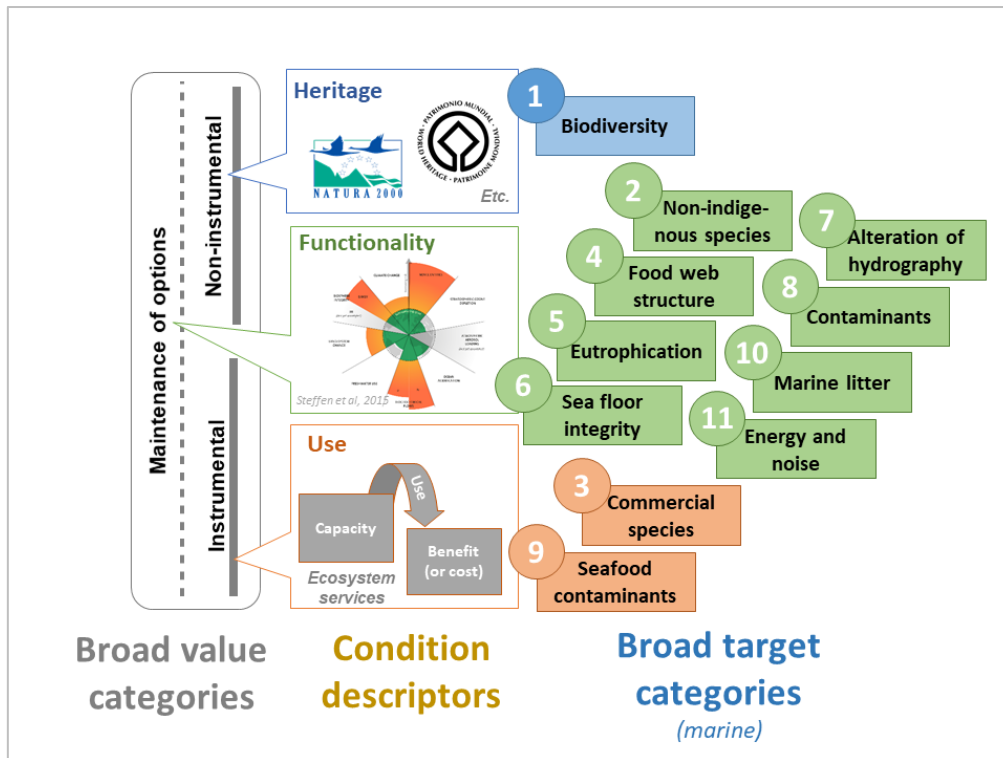 Maintenance of options
Non-instrumental
Instrumental
Heritage
NATURA 2000
PATRIMONIO MUNDIAL
WORLD HERITAGE
PATRIMOINE MONDIAL
Etc.
Functionality
Steffen et al, 2015
Use
Capacity
Use
Benefit
(or cost)
Ecosystem
services
1
Biodiversity
2
Non-indige-
nous species
7
Alteration of
hydrography
4
Food web
structure
8
Contaminants
5
Eutrophication
10
Marine litter
6
Sea floor
integrity
11
Energy and
noise
3
Commercial
species
9
Seafood
contaminants
Broad value
categories
Condition
descriptors
Broad target
categories
(marine)